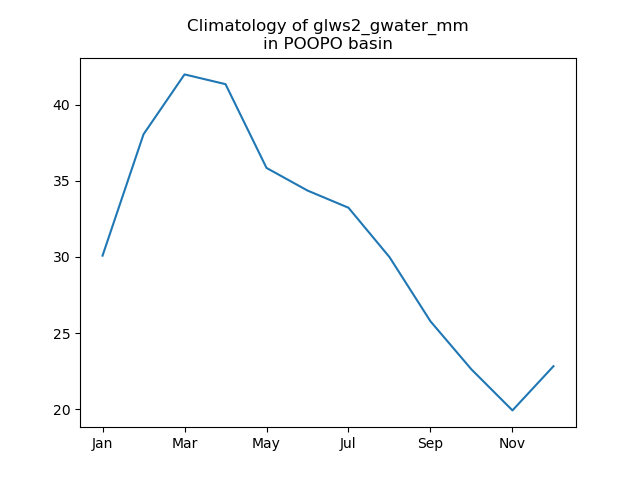 Climatology of glws2_gwater_mm
in POOPO basin
40
35
30
25
20
Jan
Mar
May
Jul
Sep
Nov